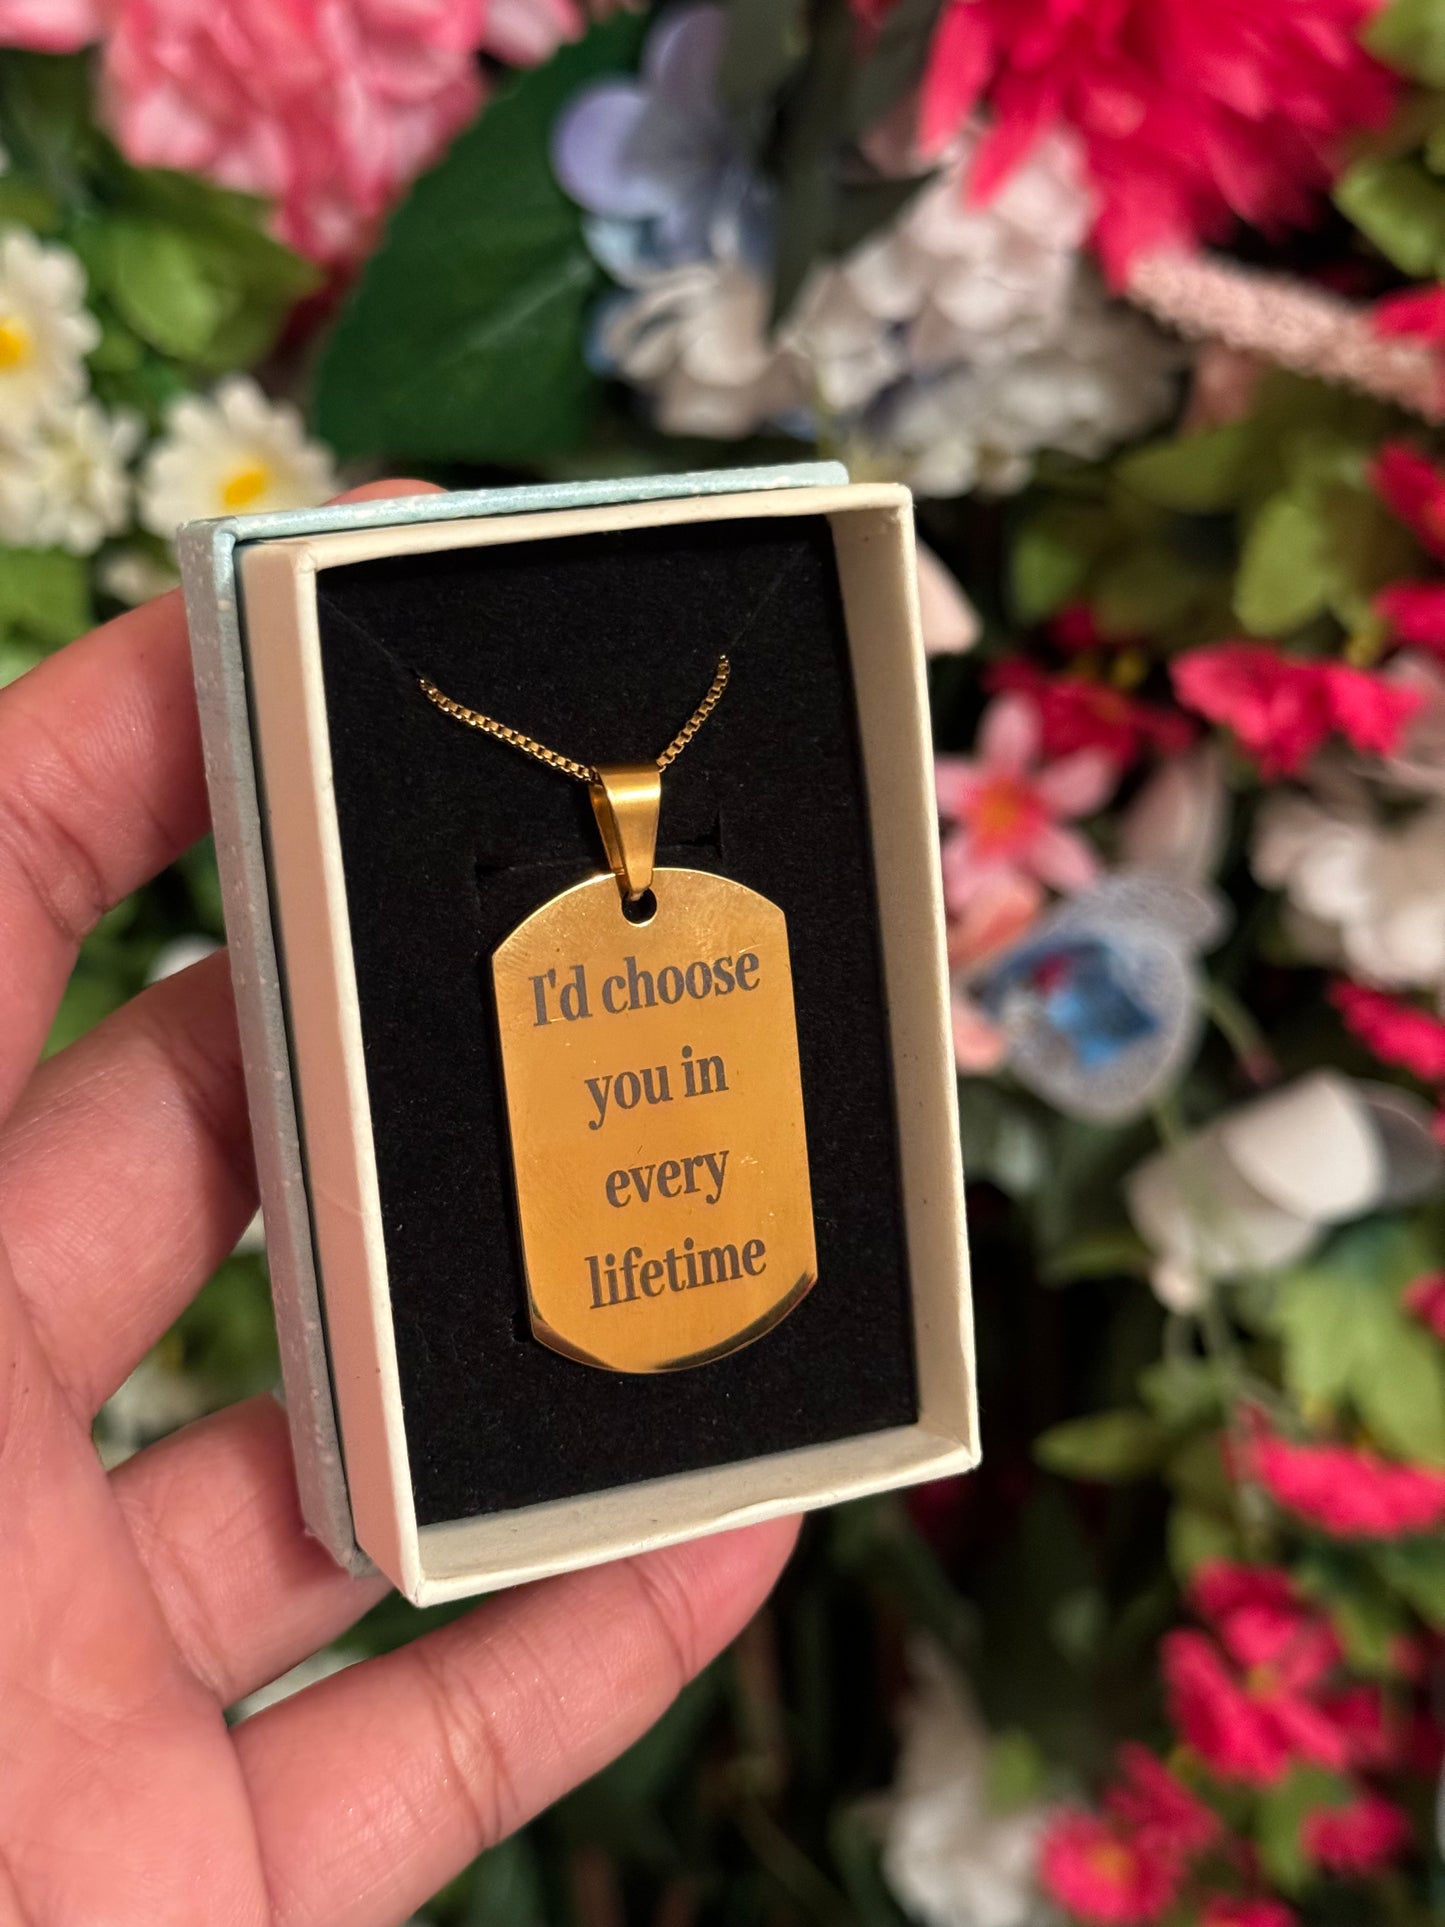 I'd choose
you in
every
lifetime